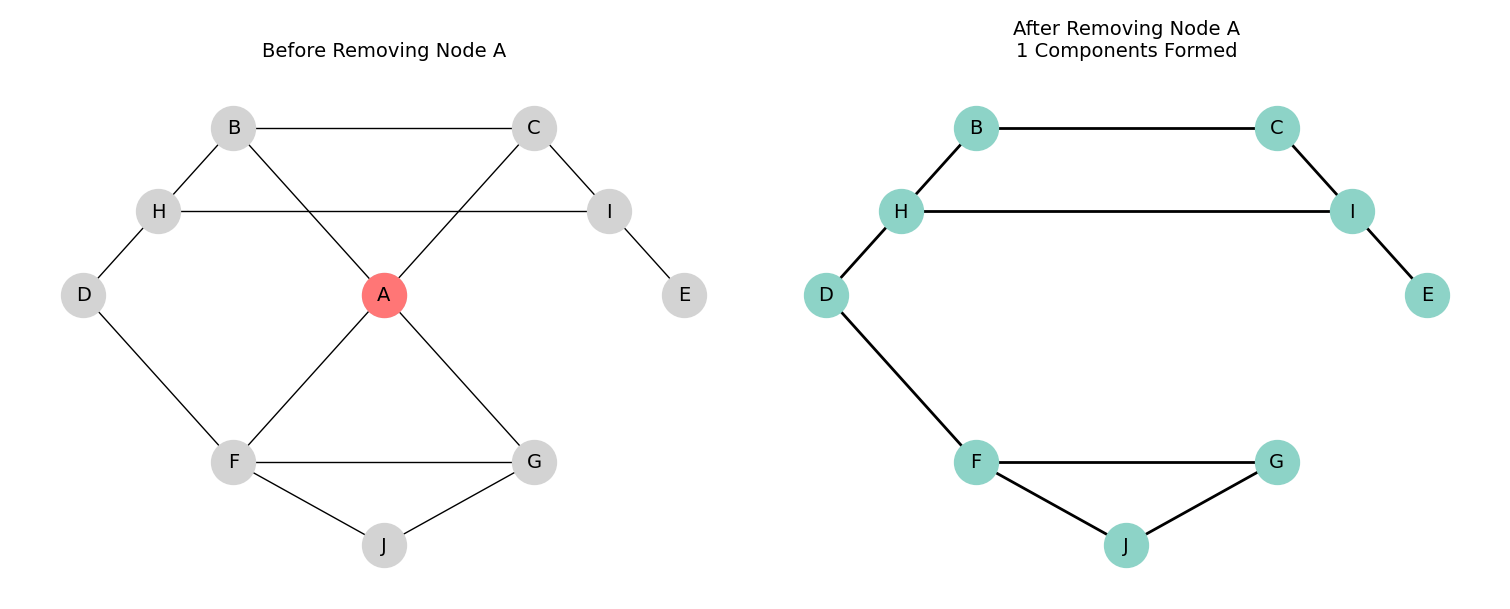 Before Removing Node A
B
C
H
I
D
A
E
F
G
J
After Removing Node A
1 Components Formed
B
C
H
I
D
E
F
G
J